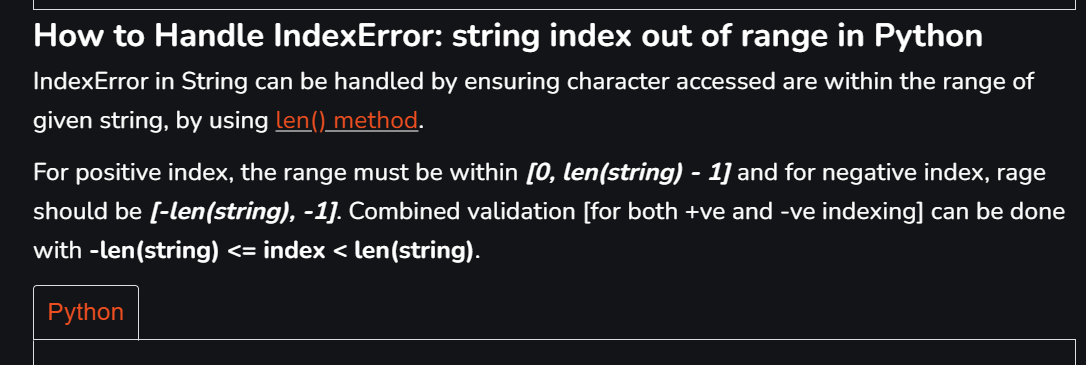 How to Handle IndexError: string index out of range in Python
IndexError in String can be handled by ensuring character accessed are within the range of
given string, by using len() method.
For positive index, the range must be within [0, len(string) - 1] and for negative index, rage
should be [-len(string), -1]. Combined validation [for both +ve and -ve indexing] can be done
with -len(string) <= index < len(string).
Python